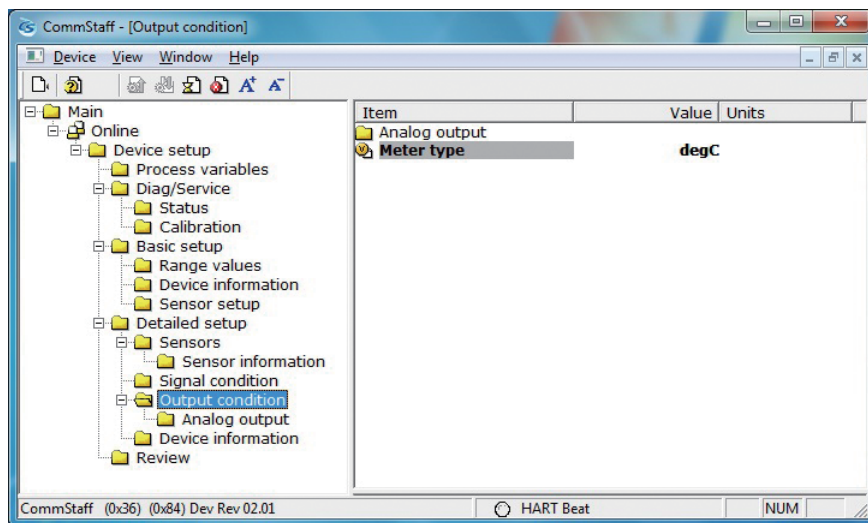 CommStaff - [Output condition]
Device View Window Help
Main
Online
Device setup
Process variables
Diag/Service
Status
Calibration
Basic setup
Range values
Device information
Sensor setup
Detailed setup
Sensors
Sensor information
Signal condition
Output condition
Analog output
Device information
Review
Item Value Units
Analog output
Meter type degC
CommStaff (0x36) (0x84) Dev Rev 02.01 HART Beat NUM